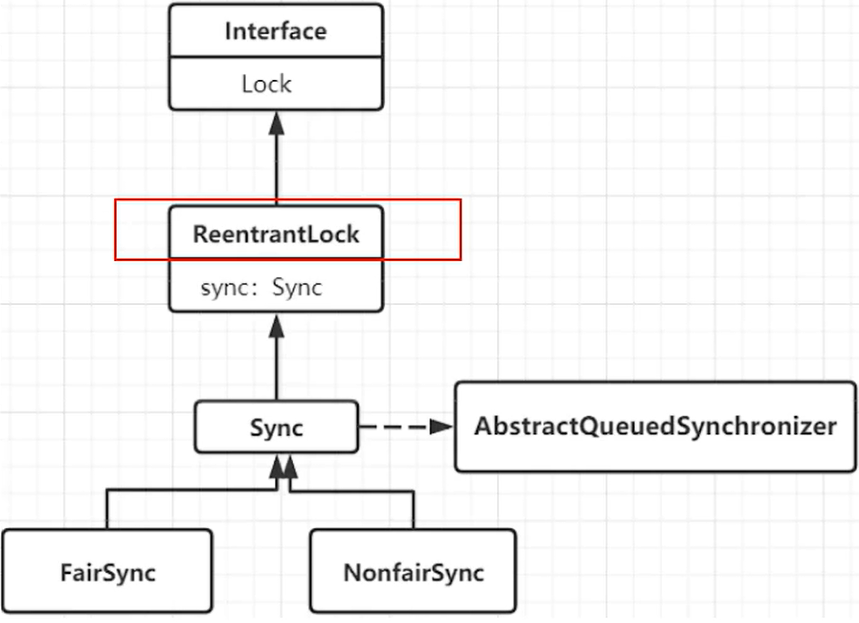 Interface
Lock
ReentrantLock
sync: Sync
Sync
AbstractQueuedSynchronizer
FairSync
NonfairSync